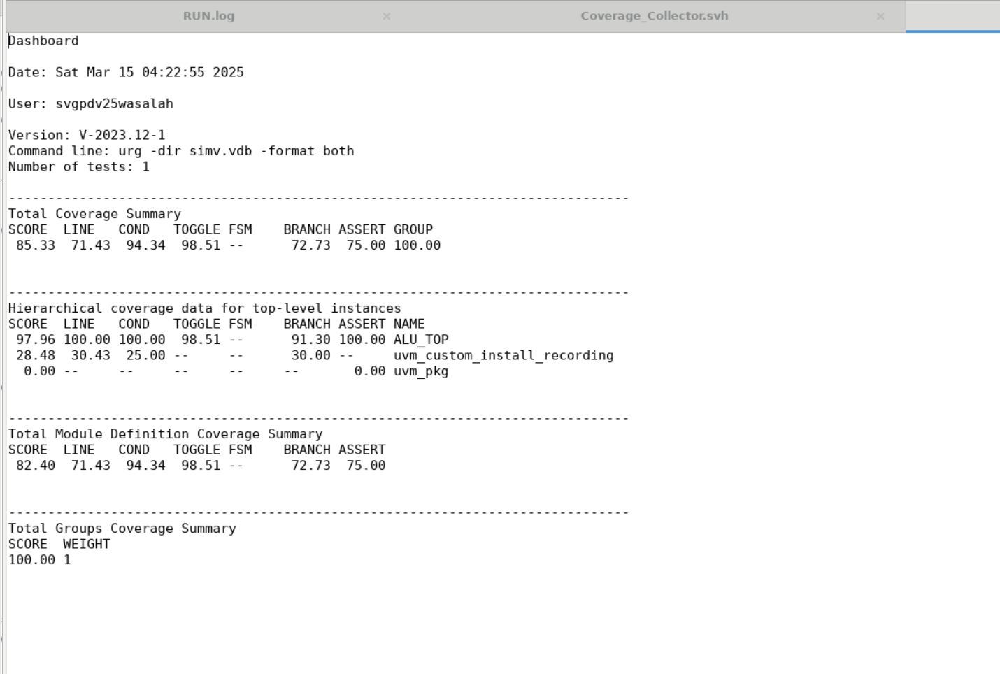 RUN.log × Coverage_Collector.svh ×
Dashboard
Date: Sat Mar 15 04:22:55 2025
User: svgpdv25wasalah
Version: V-2023.12-1
Command line: urg -dir simv.vdb -format both
Number of tests: 1
-------------------------------------------------------------------------------
Total Coverage Summary
SCORE  LINE   COND   TOGGLE FSM    BRANCH ASSERT GROUP
 85.33  71.43  94.34  98.51 --      72.73  75.00 100.00
-------------------------------------------------------------------------------
Hierarchical coverage data for top-level instances
SCORE  LINE   COND   TOGGLE FSM    BRANCH ASSERT NAME
 97.96 100.00 100.00  98.51 --      91.30 100.00 ALU_TOP
 28.48  30.43  25.00 --     --      30.00 --     uvm_custom_install_recording
  0.00 --     --     --     --     --       0.00 uvm_pkg
-------------------------------------------------------------------------------
Total Module Definition Coverage Summary
SCORE  LINE   COND   TOGGLE FSM    BRANCH ASSERT
 82.40  71.43  94.34  98.51 --      72.73  75.00
-------------------------------------------------------------------------------
Total Groups Coverage Summary
SCORE  WEIGHT
100.00 1